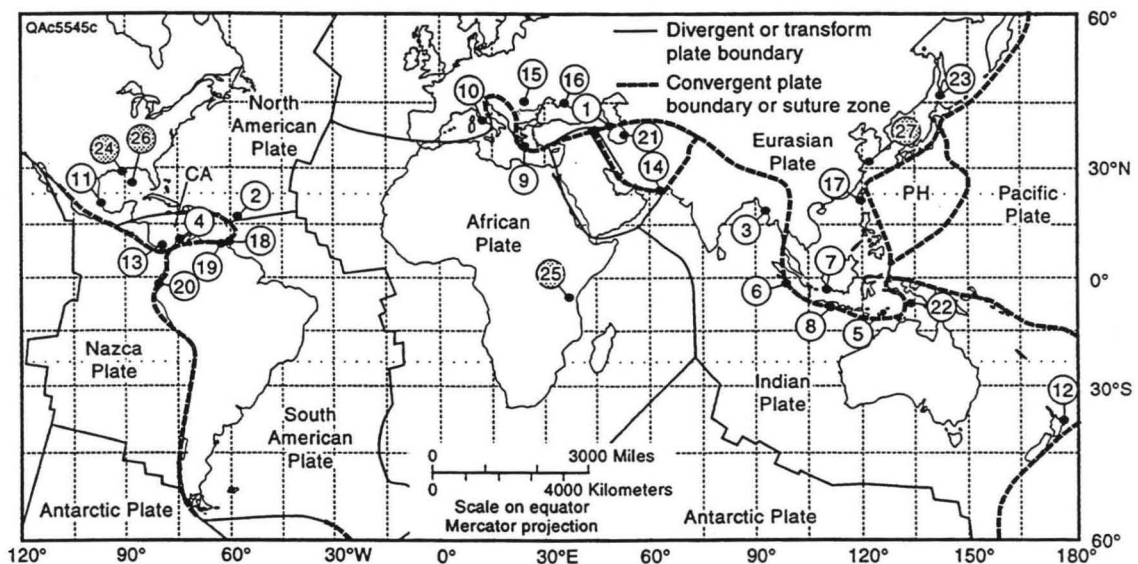 QAc5545c
60°
Divergent or transform
plate boundary
Convergent plate
boundary or suture zone
North
American
Plate
Eurasian
Plate
Pacific
Plate
PH
CA
African
Plate
Nazca
Plate
South
American
Plate
Indian
Plate
Antarctic Plate
Antarctic Plate
10
15
16
1
23
24
26
27
21
30°N
11
2
9
14
17
4
3
13
18
19
25
7
0°
20
6
8
5
22
12
30°S
0 3000 Miles
0 4000 Kilometers
Scale on equator
Mercator projection
60°
120° 90° 60° 30°W 0° 30°E 60° 90° 120° 150° 180°